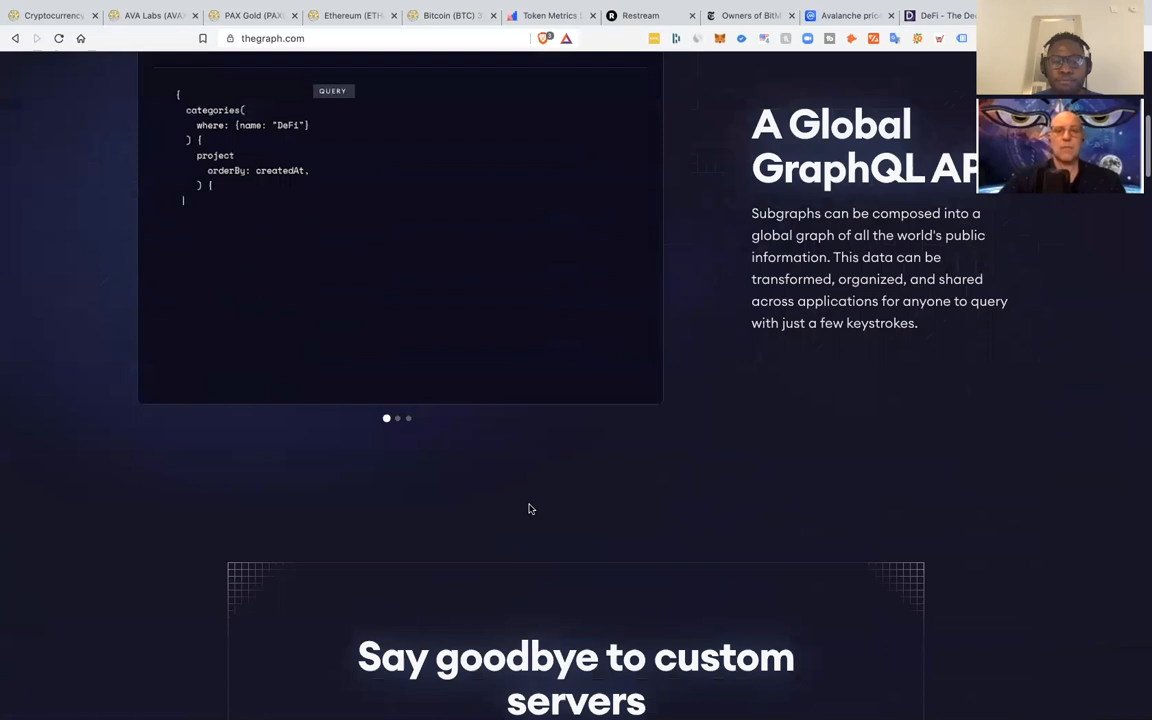 Cryptocurrency
AVA Labs (AVA
PAX Gold (PAX
Ethereum (ETH
Bitcoin (BTC) 3
Token Metrics
Restream
Owners of BitM
Avalanche pric
DeFi - The De
thegraph.com
3
QUERY
{
categories(
where: {name: "DeFi"}
) {
project
orderBy: createdAt,
) {
A Global
GraphQL AP
Subgraphs can be composed into a
global graph of all the world's public
information. This data can be
transformed, organized, and shared
across applications for anyone to query
with just a few keystrokes.
Say goodbye to custom
servers